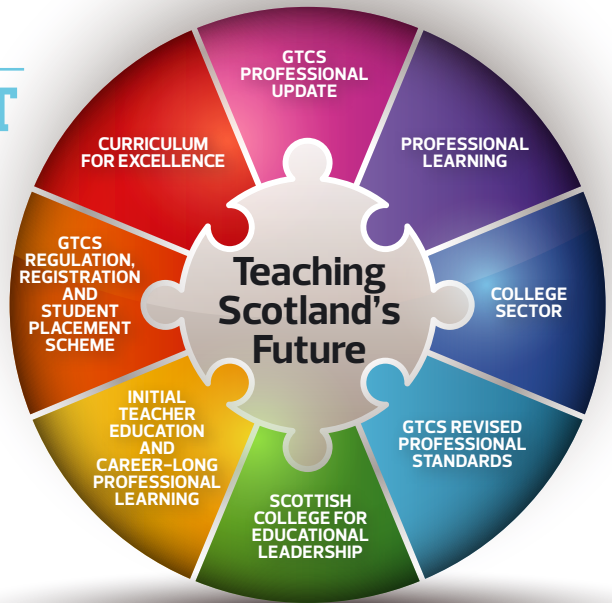 T
GTCS
PROFESSIONAL
UPDATE
PROFESSIONAL
LEARNING
COLLEGE
SECTOR
GTCS REVISED
PROFESSIONAL
STANDARDS
SCOTTISH
COLLEGE FOR
EDUCATIONAL
LEADERSHIP
INITIAL
TEACHER
EDUCATION
AND
CAREER-LONG
PROFESSIONAL
LEARNING
GTCS
REGULATION,
REGISTRATION
AND
STUDENT
PLACEMENT
SCHEME
CURRICULUM
FOR EXCELLENCE
Teaching
Scotland's
Future